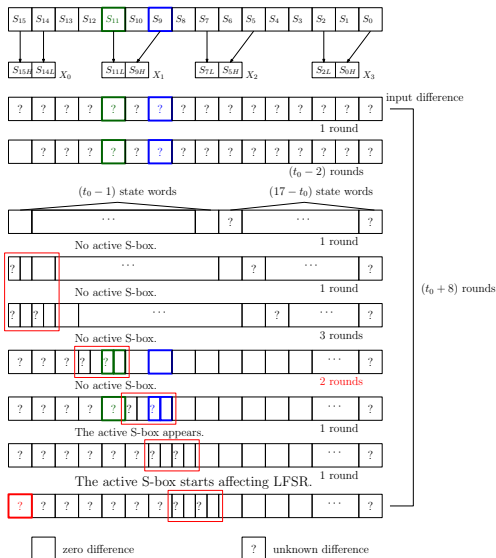 S15 S14 S13 S12 S11 S10 S9 S8 S7 S6 S5 S4 S3 S2 S1 S0
S15H S14L X0 S11L S9H X1 S7L S5H X2 S2L S0H X3
input difference
? ? ? ? ? ? ? ? ? ? ? ? ? ? ? ?
1 round
? ? ? ? ? ? ? ? ? ? ? ? ? ? ?
(t0 − 2) rounds
(t0 − 1) state words (17 − t0) state words
... ? ... ?
No active S-box. 1 round
? ... ? ... ?
No active S-box. 1 round
(t0 + 8) rounds
? ? ... ? ... ?
No active S-box. 3 rounds
? ? ? ? ? ... ?
No active S-box. 2 rounds
? ? ? ? ? ? ? ... ?
The active S-box appears. 1 round
? ? ? ? ? ? ? ? ... ?
1 round
The active S-box starts affecting LFSR.
? ? ? ? ? ? ? ? ? ... ?
zero difference ? unknown difference